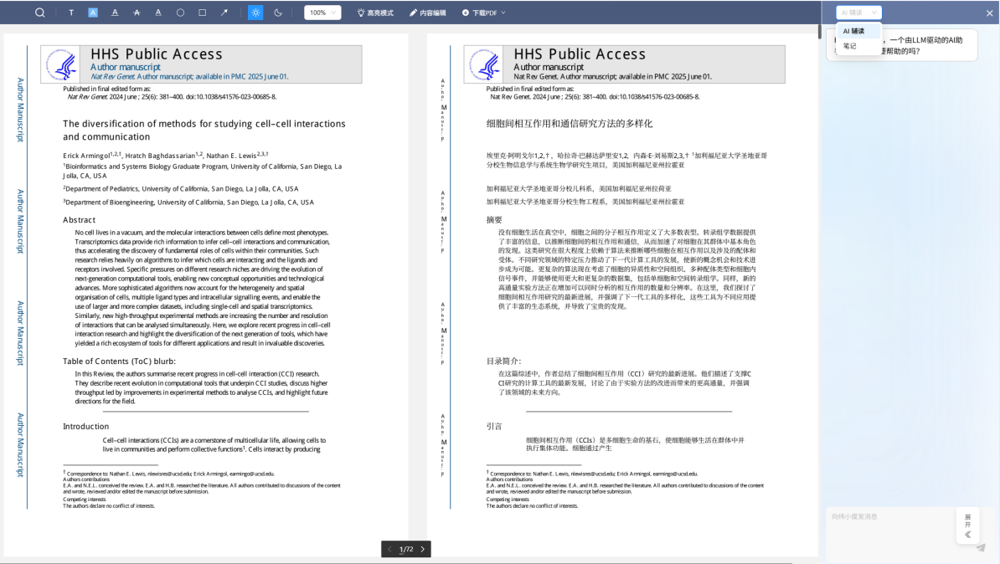 T
A
A
A
A
A
100%
高亮模式
内容编辑
下载PDF
AI 辅读
AI 辅读
笔记
，一个由LLM驱动的AI助
要帮助的吗？
HHS Public Access
Author manuscript
Nat Rev Genet. Author manuscript; available in PMC 2025 June 01.
Published in final edited form as:
Nat Rev Genet. 2024 June ; 25(6): 381–400. doi:10.1038/s41576-023-00685-8.
The diversification of methods for studying cell–cell interactions
and communication
Erick Armingol1,2,†, Hratch Baghdassarian1,2, Nathan E. Lewis2,3,†
1Bioinformatics and Systems Biology Graduate Program, University of California, San Diego, La
Jolla, CA, USA
2Department of Pediatrics, University of California, San Diego, La Jolla, CA, USA
3Department of Bioengineering, University of California, San Diego, La Jolla, CA, USA
Abstract
No cell lives in a vacuum, and the molecular interactions between cells define most phenotypes.
Transcriptomics data provide rich information to infer cell–cell interactions and communication,
thus accelerating the discovery of fundamental roles of cells within their communities. Such
research relies heavily on algorithms to infer which cells are interacting and the ligands and
receptors involved. Specific pressures on different research niches are driving the evolution of
next-generation computational tools, enabling new conceptual opportunities and technological
advances. More sophisticated algorithms now account for the heterogeneity and spatial
organisation of cells, multiple ligand types and intracellular signalling events, and enable the
use of larger and more complex datasets, including single-cell and spatial transcriptomics.
Similarly, new high-throughput experimental methods are increasing the number and resolution
of interactions that can be analysed simultaneously. Here, we explore recent progress in cell–cell
interaction research and highlight the diversification of the next generation of tools, which have
yielded a rich ecosystem of tools for different applications and result in invaluable discoveries.
Table of Contents (ToC) blurb:
In this Review, the authors summarise recent progress in cell-cell interaction (CCI) research.
They describe recent evolution in computational tools that underpin CCI studies, discuss higher
throughput led by improvements in experimental methods to analyse CCIs, and highlight future
directions for the field.
Introduction
Cell–cell interactions (CCIs) are a cornerstone of multicellular life, allowing cells to
live in communities and perform collective functions1. Cells interact by producing
† Correspondence to: Nathan E. Lewis, nlewisres@ucsd.edu; Erick Armingol, earmingo@ucsd.edu.
Authors contributions
E.A. and N.E.L. conceived the review. E.A. and H.B. researched the literature. All authors contributed to discussions of the content
and wrote, reviewed and/or edited the manuscript before submission.
Competing interests
The authors declare no conflict of interests.
Author Manuscript
Author Manuscript
Author Manuscript
Author Manuscript
HHS Public Access
Author manuscript
Nat Rev Genet. Author manuscript; available in PMC 2025 June 01.
Published in final edited form as:
Nat Rev Genet. 2024 June ; 25(6): 381–400. doi:10.1038/s41576-023-00685-8.
细胞间相互作用和通信研究方法的多样化
埃里克·阿明戈尔1,2,†，哈拉奇·巴赫达萨里安1,2，内森·E·刘易斯2,3,† 1加利福尼亚大学圣地亚哥
分校生物信息学与系统生物学研究生项目，美国加利福尼亚州拉霍亚
加利福尼亚大学圣地亚哥分校儿科系，美国加利福尼亚州拉荷亚
加利福尼亚大学圣地亚哥分校生物工程系，美国加利福尼亚州拉霍亚
摘要
没有细胞生活在真空中，细胞之间的分子相互作用定义了大多数表型。转录组学数据提供
了丰富的信息，以推断细胞间的相互作用和通信，从而加速了对细胞在其群体中基本角色
的发现。这类研究在很大程度上依赖于算法来推断哪些细胞在相互作用以及涉及的配体和
受体。不同研究领域的特定压力推动了下一代计算工具的发展，使新的概念机会和技术进
步成为可能。更复杂的算法现在考虑了细胞的异质性和空间组织、多种配体类型和细胞内
信号事件，并能够使用更大和更复杂的数据集，包括单细胞和空间转录组学。同样，新的
高通量实验方法正在增加可以同时分析的相互作用的数量和分辨率。在这里，我们探讨了
细胞间相互作用研究的最新进展，并强调了下一代工具的多样化，这些工具为不同应用提
供了丰富的生态系统，并导致了宝贵的发现。
目录简介：
在这篇综述中，作者总结了细胞间相互作用（CCI）研究的最新进展。他们描述了支撑C
CI研究的计算工具的最新发展，讨论了由于实验方法的改进而带来的更高通量，并强调
了该领域的未来方向。
引言
细胞间相互作用（CCIs）是多细胞生命的基石，使细胞能够生活在群体中并
执行集体功能。细胞通过产生
† Correspondence to: Nathan E. Lewis, nlewisres@ucsd.edu; Erick Armingol, earmingo@ucsd.edu.
Authors contributions
E.A. and N.E.L. conceived the review. E.A. and H.B. researched the literature. All authors contributed to discussions of the content
and wrote, reviewed and/or edited the manuscript before submission.
Competing interests
The authors declare no conflict of interests.
1/72
向纬小度发消息
展
开